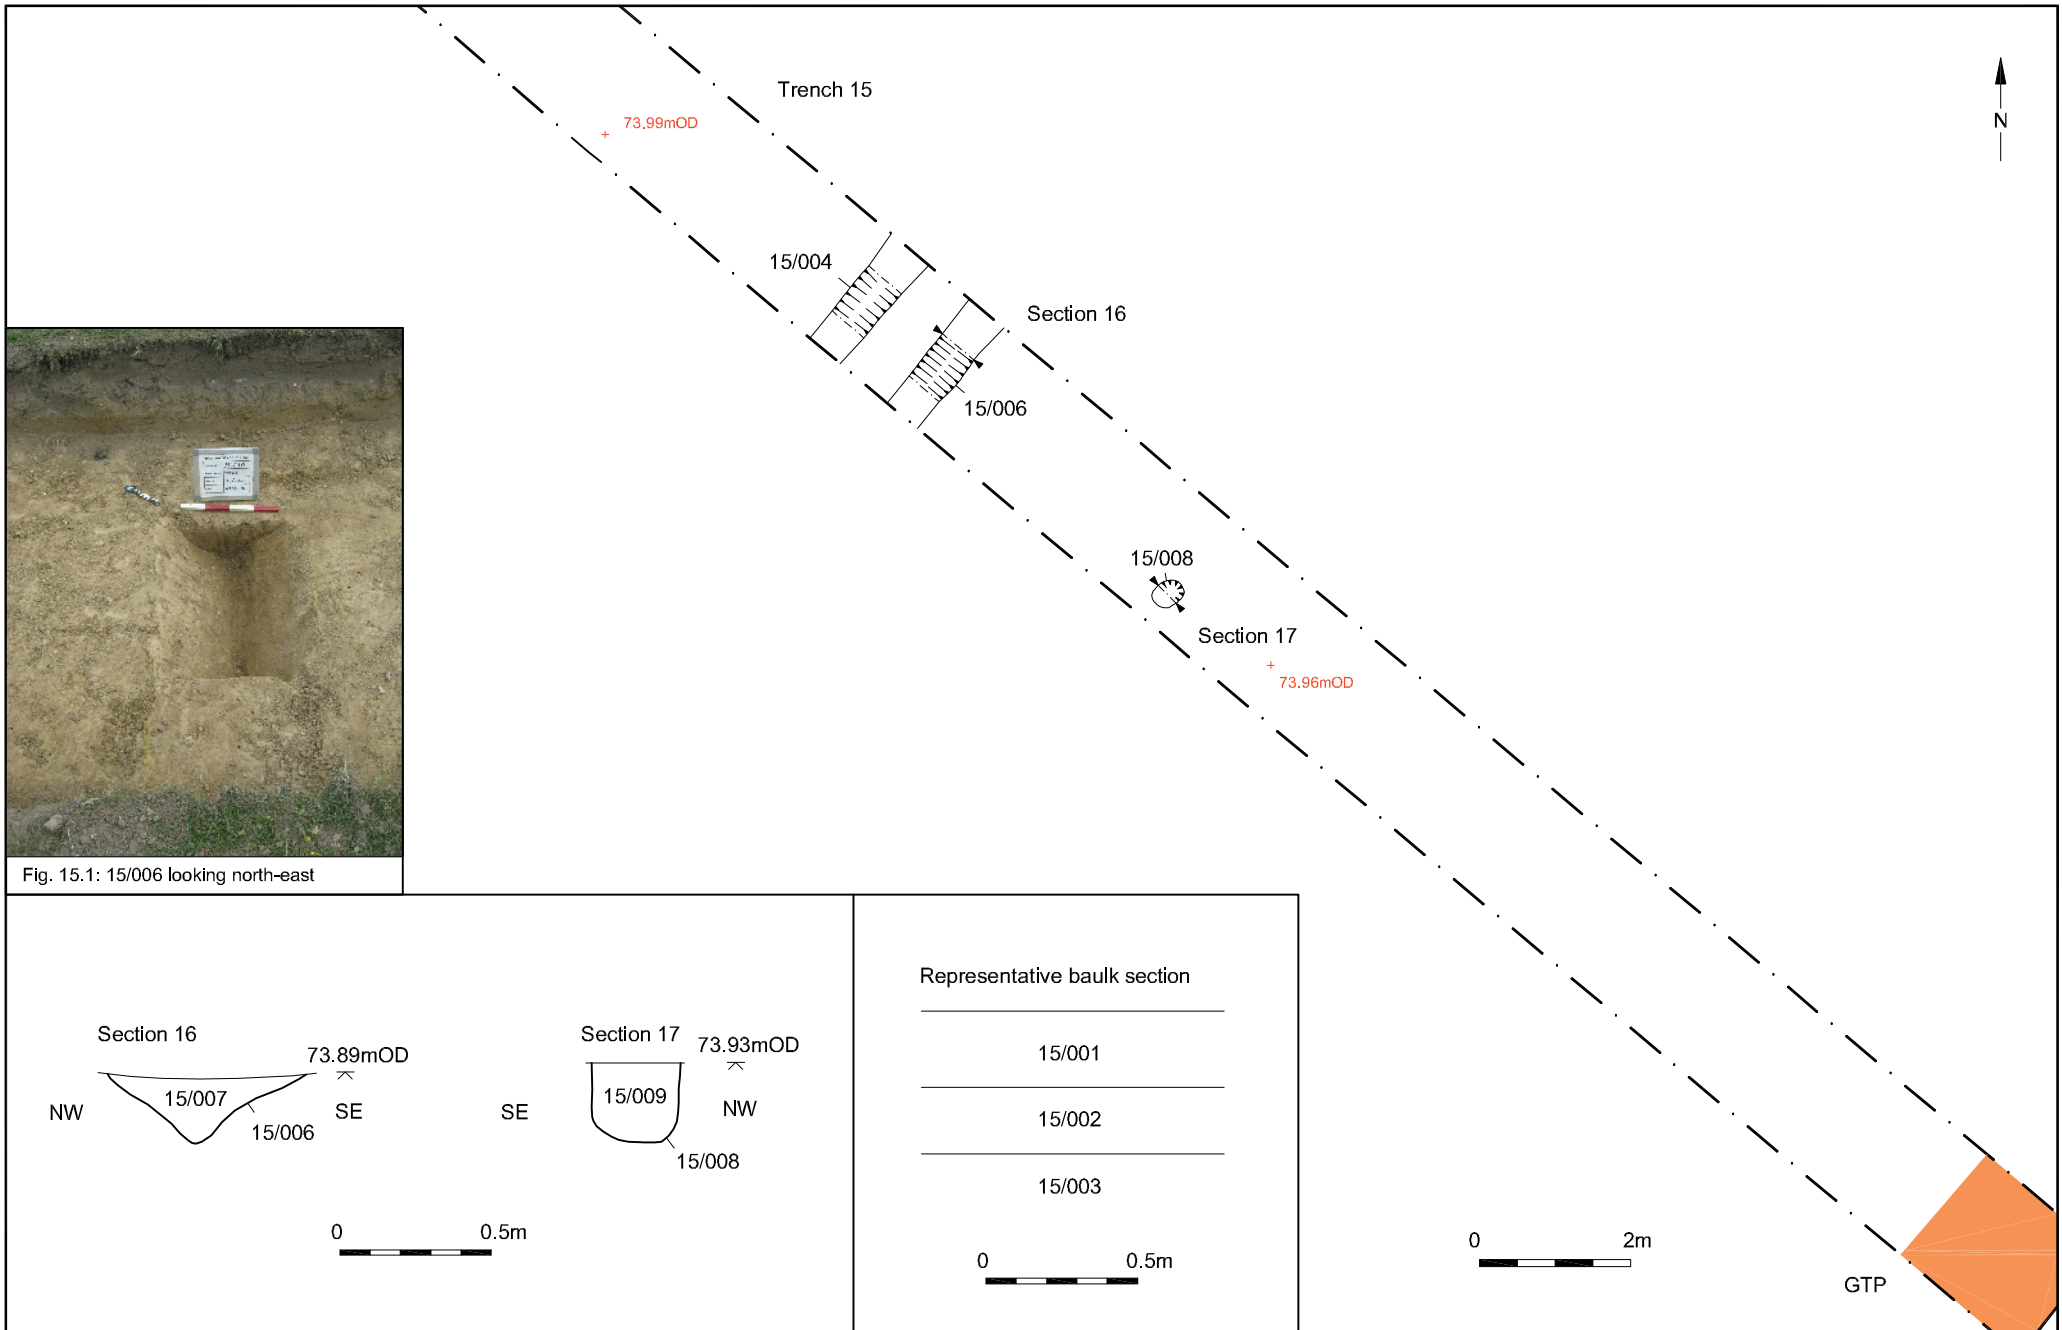 Trench 15
73.99mOD
N
15/004
Section 16
15/006
15/008
Section 17
73.96mOD
Fig. 15.1: 15/006 looking north-east
Section 16
73.89mOD
NW
15/007
SE
15/006
Section 17
73.93mOD
SE
15/009
NW
15/008
0 0.5m
Representative baulk section
15/001
15/002
15/003
0 0.5m
0 2m
GTP